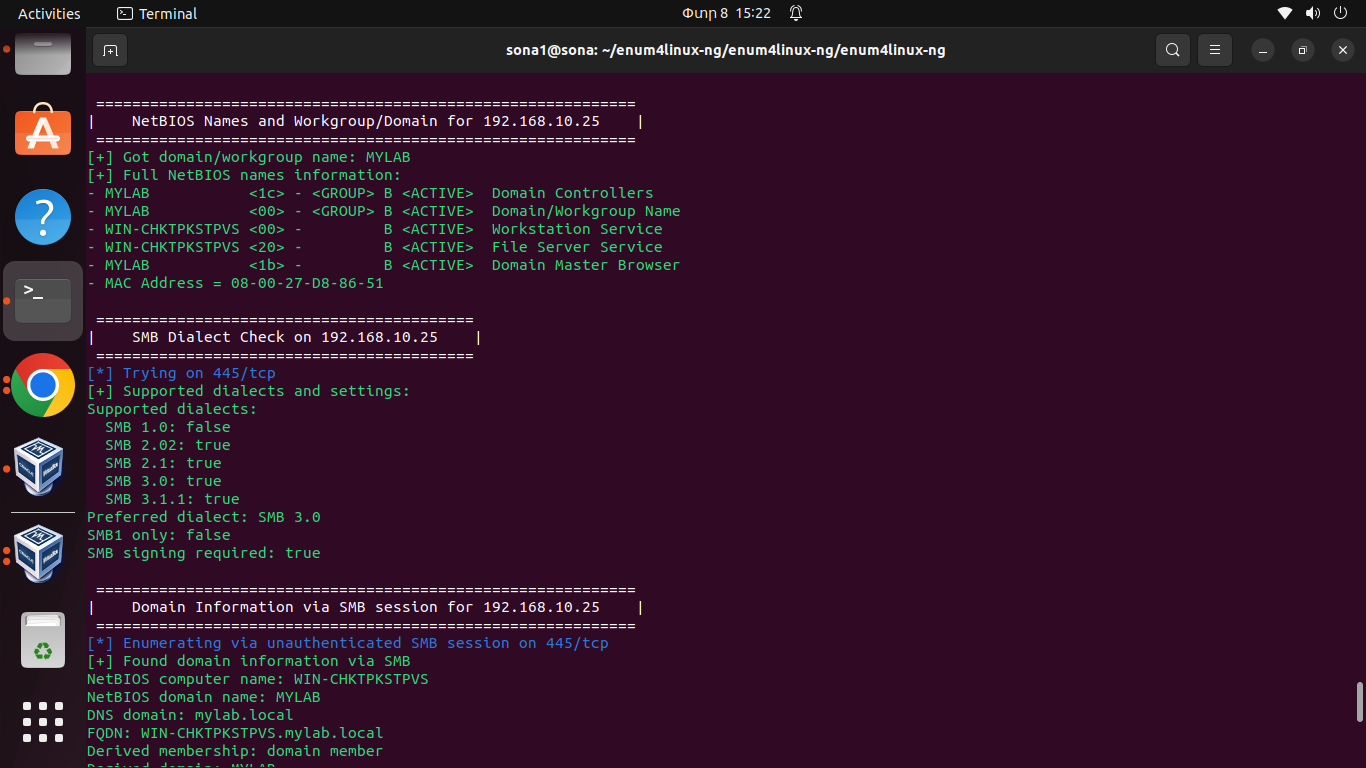 Activities
Terminal
Փտր 8 15:22
sona1@sona: ~/enum4linux-ng/enum4linux-ng/enum4linux-ng
 ============================================================
|    NetBIOS Names and Workgroup/Domain for 192.168.10.25    |
 ============================================================
[+] Got domain/workgroup name: MYLAB
[+] Full NetBIOS names information:
- MYLAB           <1c> - <GROUP> B <ACTIVE>  Domain Controllers
- MYLAB           <00> - <GROUP> B <ACTIVE>  Domain/Workgroup Name
- WIN-CHKTPKSTPVS <00> -         B <ACTIVE>  Workstation Service
- WIN-CHKTPKSTPVS <20> -         B <ACTIVE>  File Server Service
- MYLAB           <1b> -         B <ACTIVE>  Domain Master Browser
- MAC Address = 08-00-27-D8-86-51
 ==========================================
|    SMB Dialect Check on 192.168.10.25    |
 ==========================================
[*] Trying on 445/tcp
[+] Supported dialects and settings:
Supported dialects:
  SMB 1.0: false
  SMB 2.02: true
  SMB 2.1: true
  SMB 3.0: true
  SMB 3.1.1: true
Preferred dialect: SMB 3.0
SMB1 only: false
SMB signing required: true
 ============================================================
|    Domain Information via SMB session for 192.168.10.25    |
 ============================================================
[*] Enumerating via unauthenticated SMB session on 445/tcp
[+] Found domain information via SMB
NetBIOS computer name: WIN-CHKTPKSTPVS
NetBIOS domain name: MYLAB
DNS domain: mylab.local
FQDN: WIN-CHKTPKSTPVS.mylab.local
Derived membership: domain member
Derived domain: MYLAB